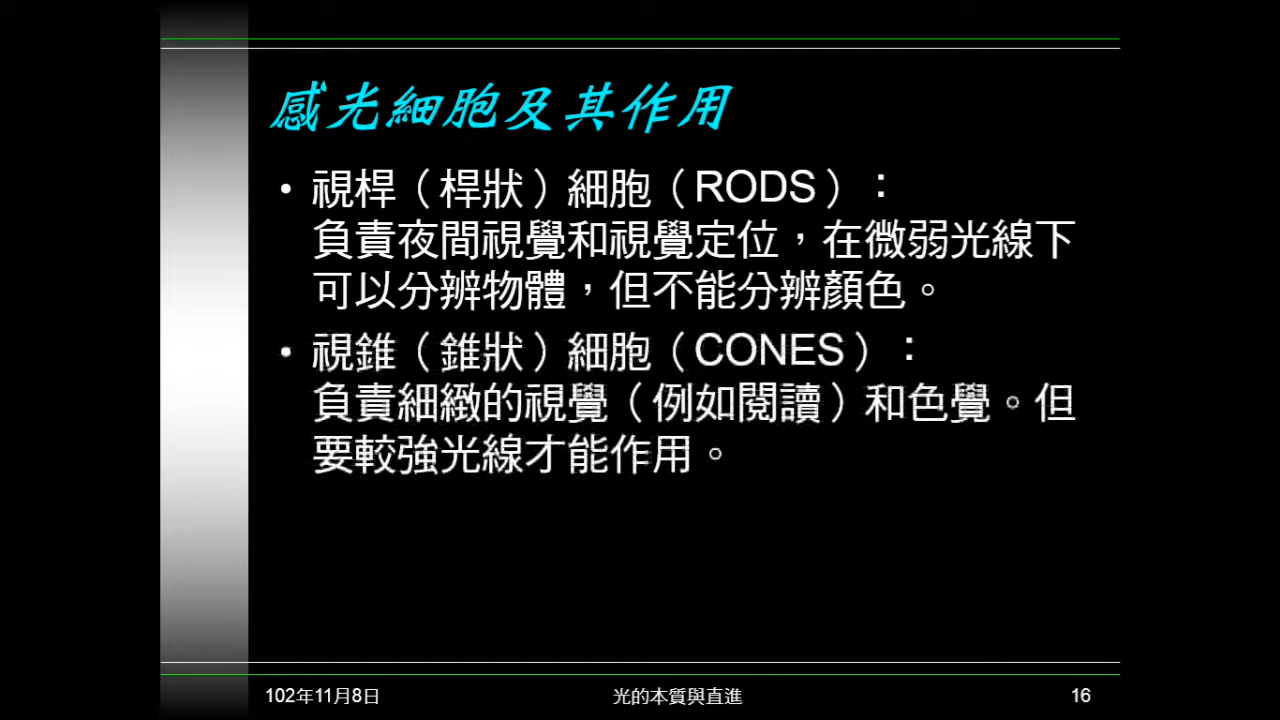 感光細胞及其作用
• 視桿（桿狀）細胞（RODS）：
負責夜間視覺和視覺定位，在微弱光線下
可以分辨物體，但不能分辨顏色。
• 視錐（錐狀）細胞（CONES）：
負責細緻的視覺（例如閱讀）和色覺。但
要較強光線才能作用。
102年11月8日
光的本質與直進
16